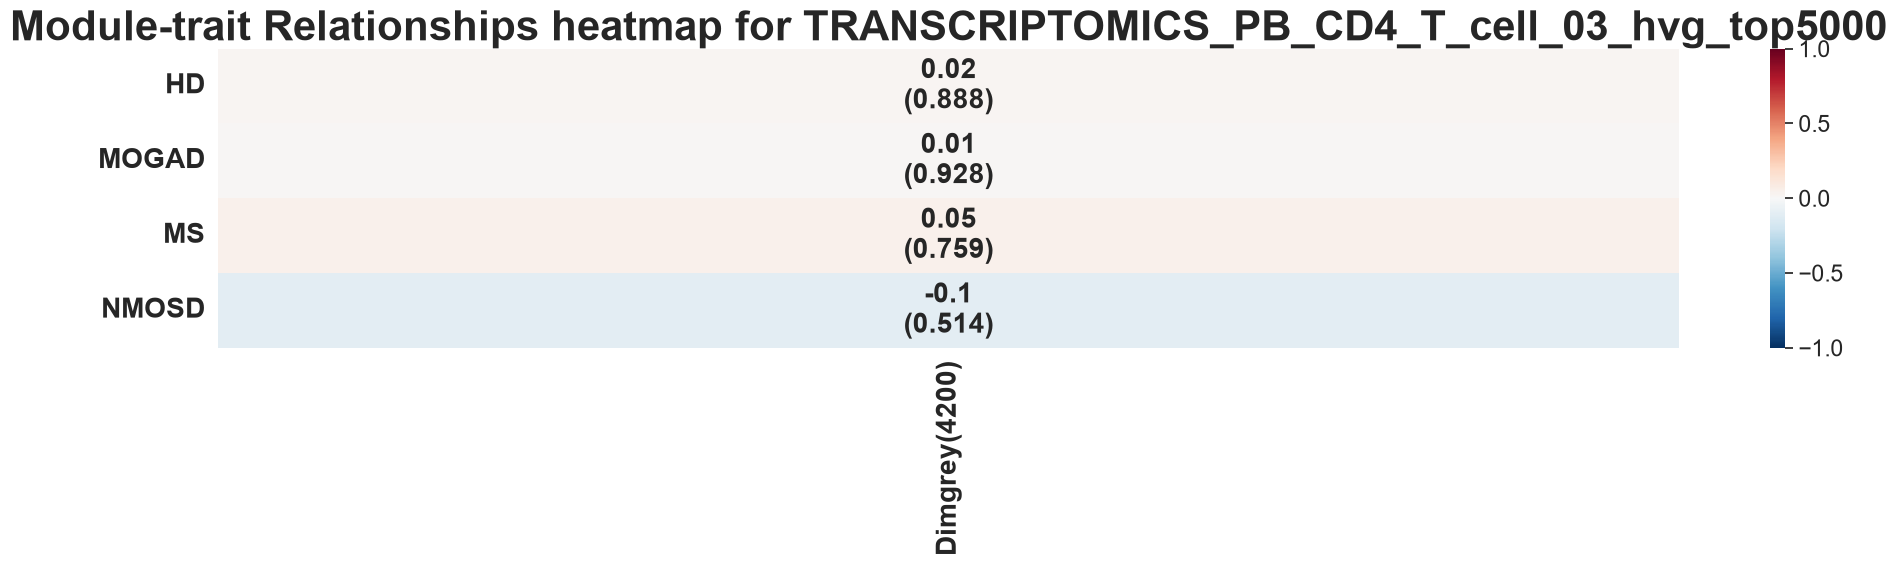 Module-trait Relationships heatmap for TRANSCRIPTOMICS_PB_CD4_T_cell_03_hvg_top5000
HD
0.02
(0.888)
MOGAD
0.01
(0.928)
MS
0.05
(0.759)
NMOSD
-0.1
(0.514)
Dimgrey(4200)
1.0
0.5
0.0
−0.5
−1.0